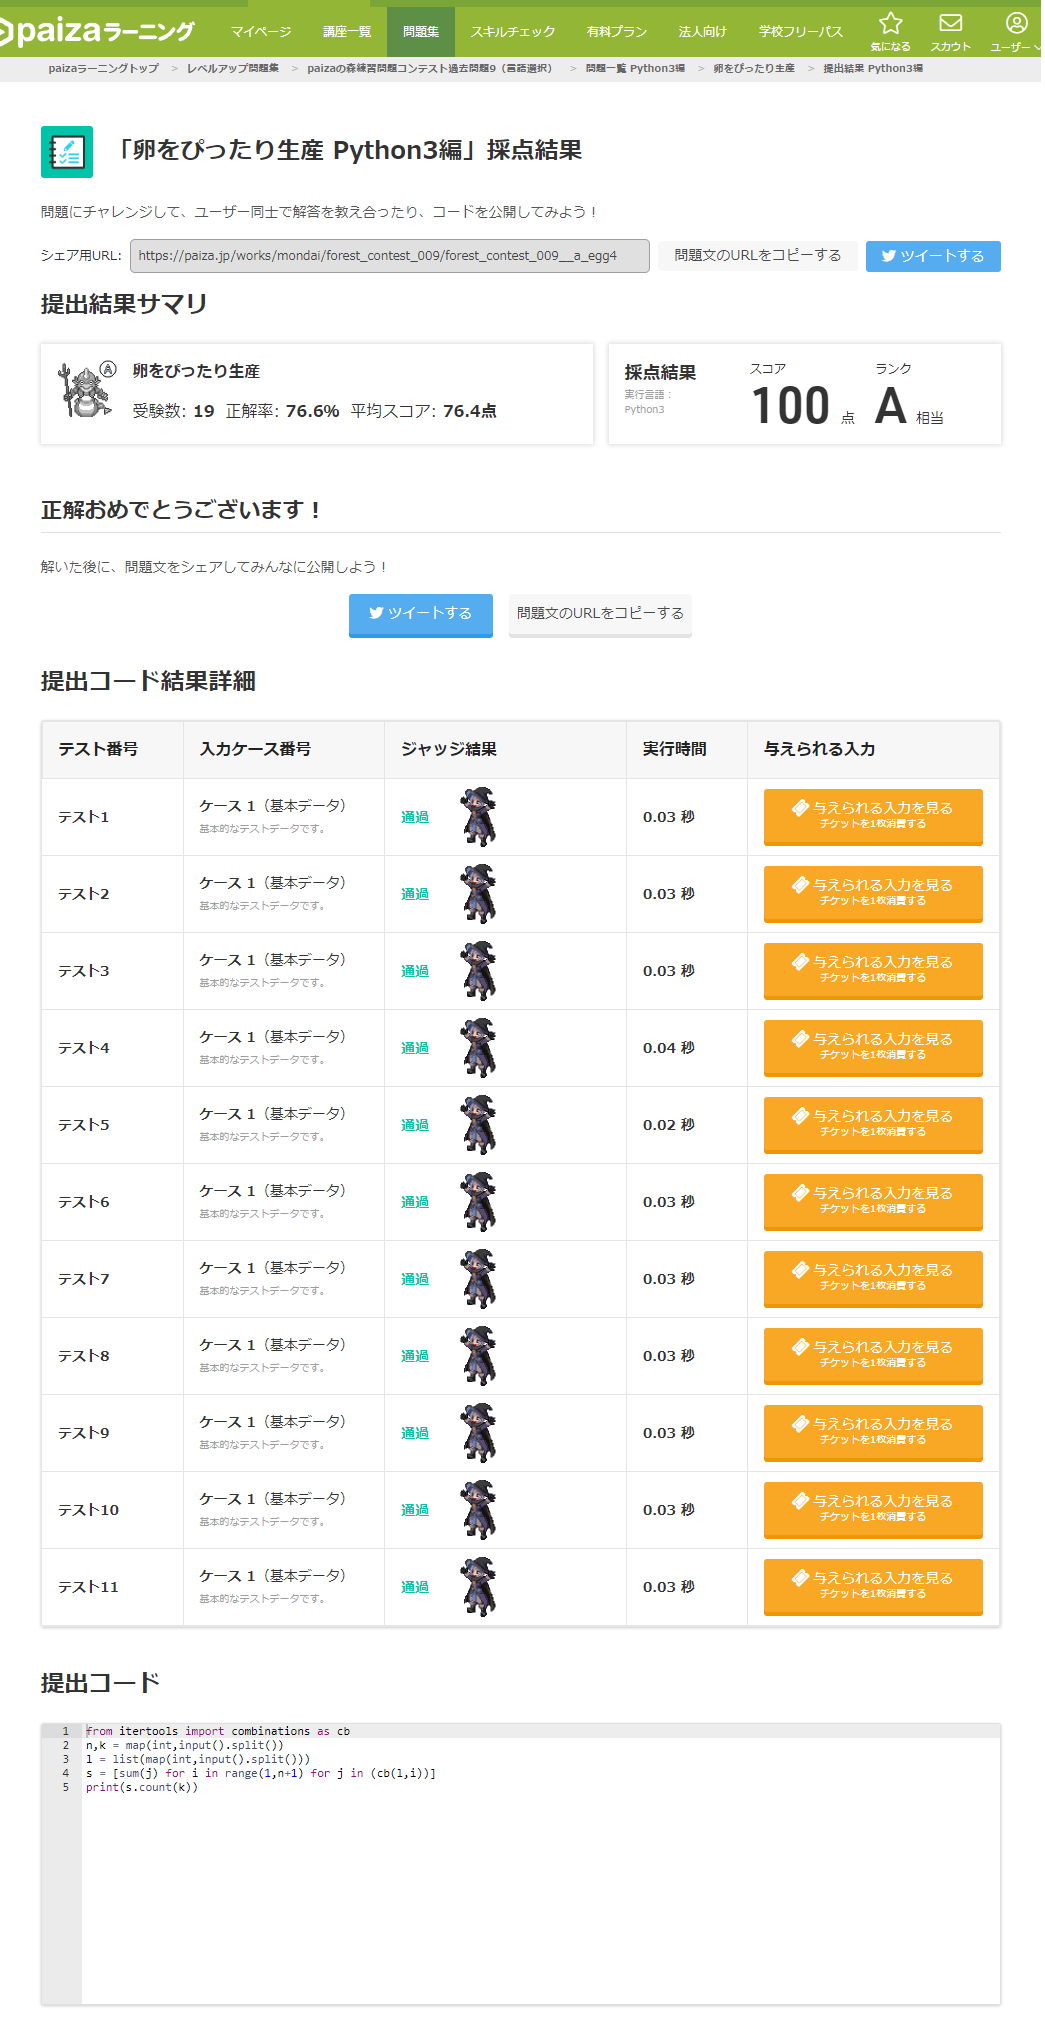 paizaラーニング
マイページ 講座一覧 問題集 スキルチェック 有料プラン 法人向け 学校フリーパス 気になる スカウト ユーザー
paizaラーニングトップ > レベルアップ問題集 > paizaの森練習問題コンテスト過去問題9（言語選択） > 問題一覧 Python3編 > 卵をぴったり生産 > 提出結果 Python3編
「卵をぴったり生産 Python3編」採点結果
問題にチャレンジして、ユーザー同士で解答を教え合ったり、コードを公開してみよう！
シェア用URL: https://paiza.jp/works/mondai/forest_contest_009/forest_contest_009__a_egg4 問題文のURLをコピーする ツイートする
提出結果サマリ
A
卵をぴったり生産
受験数: 19 正解率: 76.6% 平均スコア: 76.4点
採点結果
実行言語：
Python3
スコア
100 点
ランク
A 相当
正解おめでとうございます！
解いた後に、問題文をシェアしてみんなに公開しよう！
ツイートする 問題文のURLをコピーする
提出コード結果詳細
テスト番号 入力ケース番号 ジャッジ結果 実行時間 与えられる入力
テスト1 ケース 1（基本データ） 通過 0.03 秒 与えられる入力を見る
基本的なテストデータです。 チケットを1枚消費する
テスト2 ケース 1（基本データ） 通過 0.03 秒 与えられる入力を見る
基本的なテストデータです。 チケットを1枚消費する
テスト3 ケース 1（基本データ） 通過 0.03 秒 与えられる入力を見る
基本的なテストデータです。 チケットを1枚消費する
テスト4 ケース 1（基本データ） 通過 0.04 秒 与えられる入力を見る
基本的なテストデータです。 チケットを1枚消費する
テスト5 ケース 1（基本データ） 通過 0.02 秒 与えられる入力を見る
基本的なテストデータです。 チケットを1枚消費する
テスト6 ケース 1（基本データ） 通過 0.03 秒 与えられる入力を見る
基本的なテストデータです。 チケットを1枚消費する
テスト7 ケース 1（基本データ） 通過 0.03 秒 与えられる入力を見る
基本的なテストデータです。 チケットを1枚消費する
テスト8 ケース 1（基本データ） 通過 0.03 秒 与えられる入力を見る
基本的なテストデータです。 チケットを1枚消費する
テスト9 ケース 1（基本データ） 通過 0.03 秒 与えられる入力を見る
基本的なテストデータです。 チケットを1枚消費する
テスト10 ケース 1（基本データ） 通過 0.03 秒 与えられる入力を見る
基本的なテストデータです。 チケットを1枚消費する
テスト11 ケース 1（基本データ） 通過 0.03 秒 与えられる入力を見る
基本的なテストデータです。 チケットを1枚消費する
提出コード
1 from itertools import combinations as cb
2 n,k = map(int,input().split())
3 l = list(map(int,input().split()))
4 s = [sum(j) for i in range(1,n+1) for j in (cb(l,i))]
5 print(s.count(k))